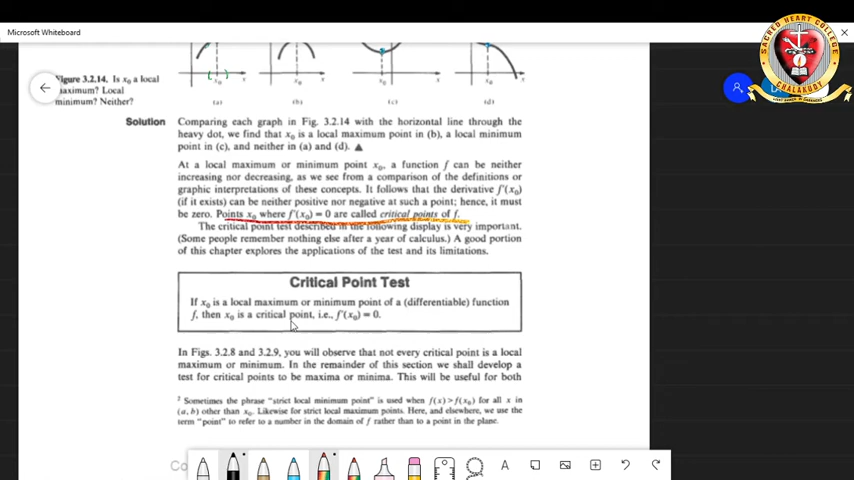 Microsoft Whiteboard
SACRED HEART COLLEGE
CHALAKUDY
Figure 3.2.14. Is x₀ a local
maximum? Local
minimum? Neither?
x₀
x
x₀
x
x₀
x
x₀
x
(a)
(b)
(c)
(d)
Solution Comparing each graph in Fig. 3.2.14 with the horizontal line through the
heavy dot, we find that x₀ is a local maximum point in (b), a local minimum
point in (c), and neither in (a) and (d). ▲
At a local maximum or minimum point x₀, a function f can be neither
increasing nor decreasing, as we see from a comparison of the definitions or
graphic interpretations of these concepts. It follows that the derivative f'(x₀)
(if it exists) can be neither positive nor negative at such a point; hence, it must
be zero. Points x₀ where f'(x₀) = 0 are called critical points of f.
The critical point test described in the following display is very important.
(Some people remember nothing else after a year of calculus.) A good portion
of this chapter explores the applications of the test and its limitations.
Critical Point Test
If x₀ is a local maximum or minimum point of a (differentiable) function
f, then x₀ is a critical point, i.e., f'(x₀) = 0.
In Figs. 3.2.8 and 3.2.9, you will observe that not every critical point is a local
maximum or minimum. In the remainder of this section we shall develop a
test for critical points to be maxima or minima. This will be useful for both
² Sometimes the phrase "strict local minimum" is used when f(x) > f(x₀) for all x in
(a, b) other than x₀. Likewise for strict local maximum points. Here, and elsewhere, we use the
term "point" to refer to a number in the domain of f rather than to a point in the plane.
Co
A